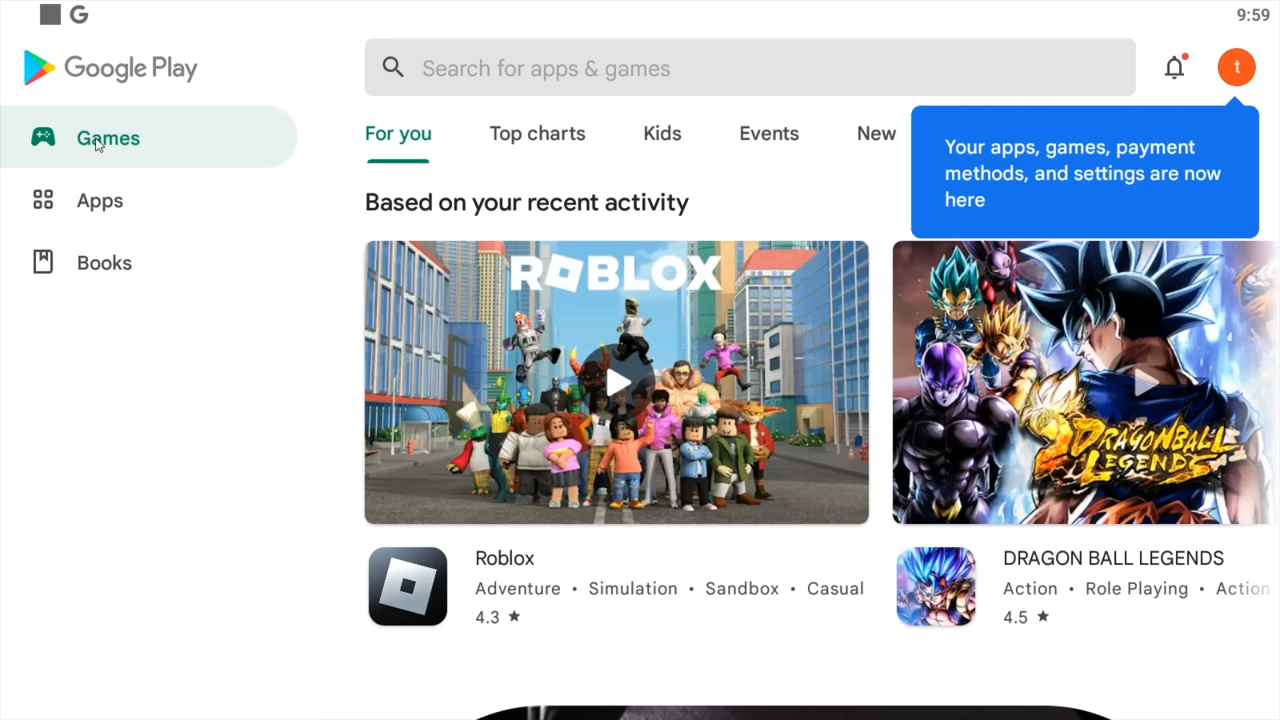 G
9:59
Google Play
Search for apps & games
t
Games
Apps
Books
For you
Top charts
Kids
Events
New
Your apps, games, payment
methods, and settings are now
here
Based on your recent activity
ROBLOX
DRAGONBALL
LEGENDS
Roblox
Adventure • Simulation • Sandbox • Casual
4.3 ★
DRAGON BALL LEGENDS
Action • Role Playing • Action
4.5 ★